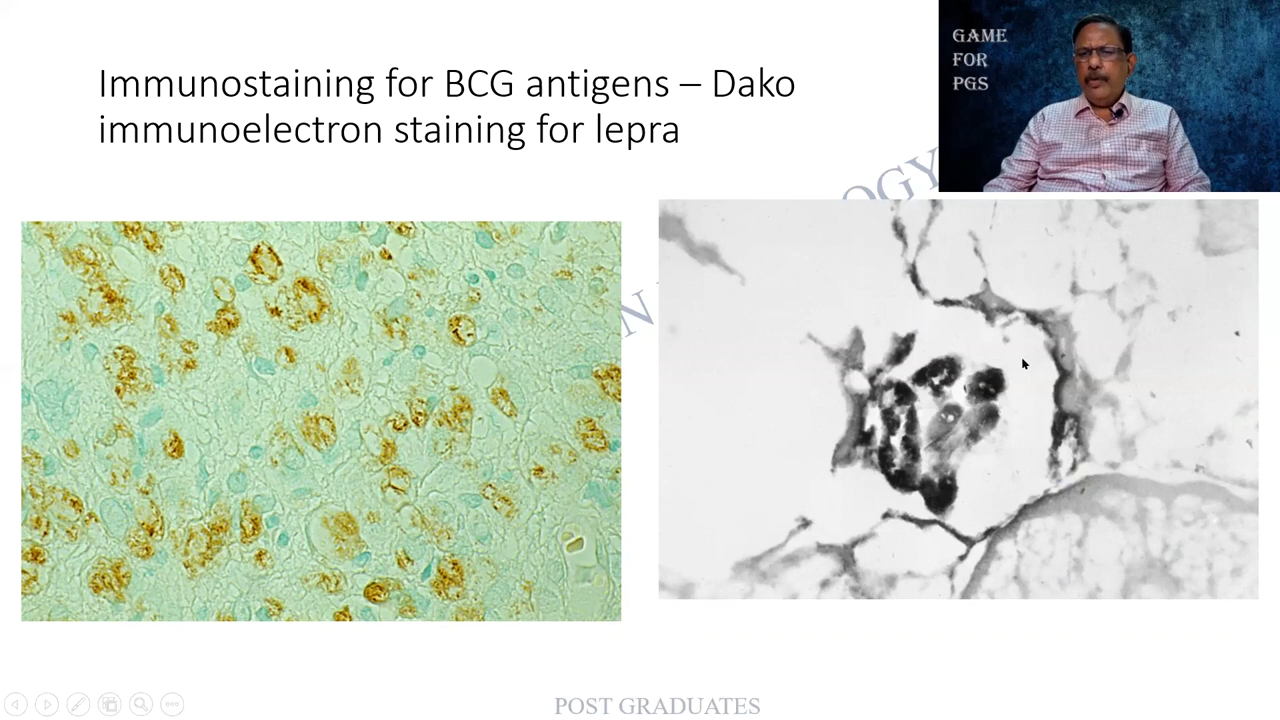 Immunostaining for BCG antigens – Dako
immunoelectron staining for lepra
GAME
FOR
PGS
POST GRADUATES